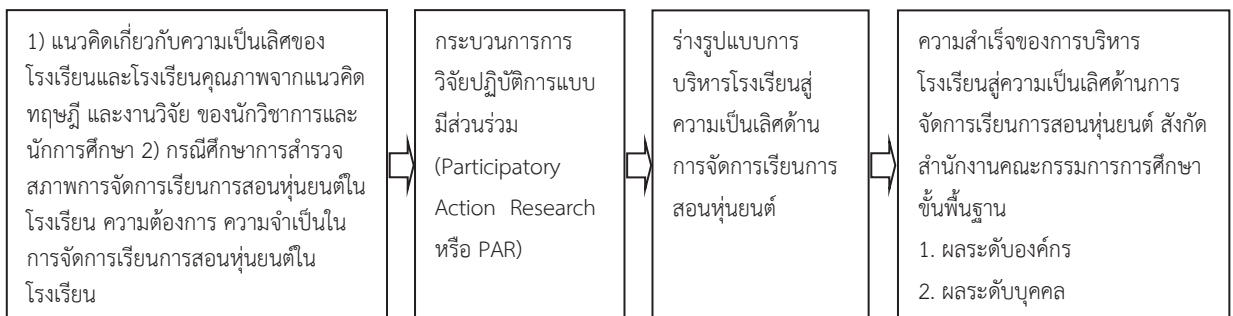 1) แนวคิดเกี่ยวกับความเป็นเลิศของ
โรงเรียนและโรงเรียนคุณภาพจากแนวคิด
ทฤษฎี และงานวิจัย ของนักวิชาการและ
นักการศึกษา 2) กรณีศึกษาการสำรวจ
สภาพการจัดการเรียนการสอนหุ่นยนต์ใน
โรงเรียน ความต้องการ ความจำเป็นใน
การจัดการเรียนการสอนหุ่นยนต์ใน
โรงเรียน
กระบวนการการ
วิจัยปฏิบัติการแบบ
มีส่วนร่วม
(Participatory
Action Research
หรือ PAR)
ร่างรูปแบบการ
บริหารโรงเรียนสู่
ความเป็นเลิศด้าน
การจัดการเรียนการ
สอนหุ่นยนต์
ความสำเร็จของการบริหาร
โรงเรียนสู่ความเป็นเลิศด้านการ
จัดการเรียนการสอนหุ่นยนต์ สังกัด
สำนักงานคณะกรรมการการศึกษา
ขั้นพื้นฐาน
1. ผลระดับองค์กร
2. ผลระดับบุคคล